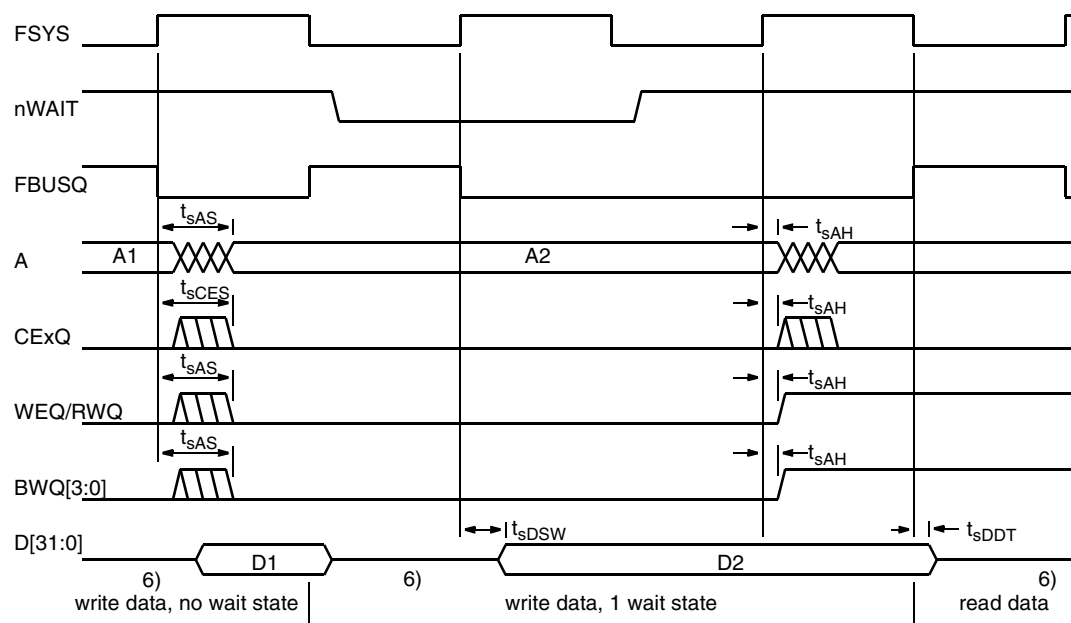 FSYS
nWAIT
FBUSQ
tsAS
tsAH
A
A1
A2
tsCES
tsAH
CExQ
tsAS
tsAH
WEQ/RWQ
tsAS
tsAH
BWQ[3:0]
tsDSW
tsDDT
D[31:0]
D1
D2
6)
6)
6)
write data, no wait state
write data, 1 wait state
read data